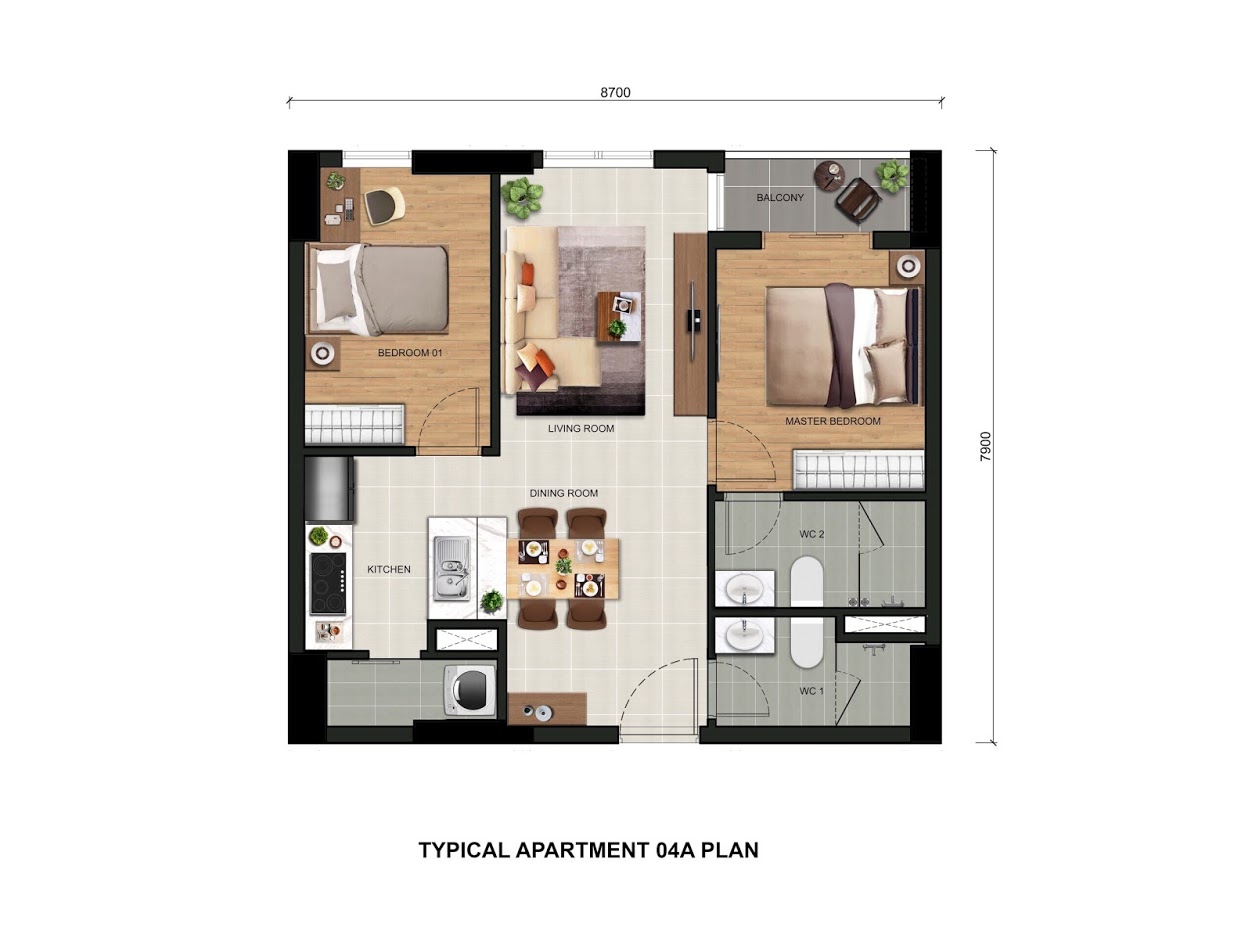 8700
BALCONY
BEDROOM 01
MASTER BEDROOM
LIVING ROOM
7900
DINING ROOM
WC 2
KITCHEN
WC 1
TYPICAL APARTMENT 04A PLAN